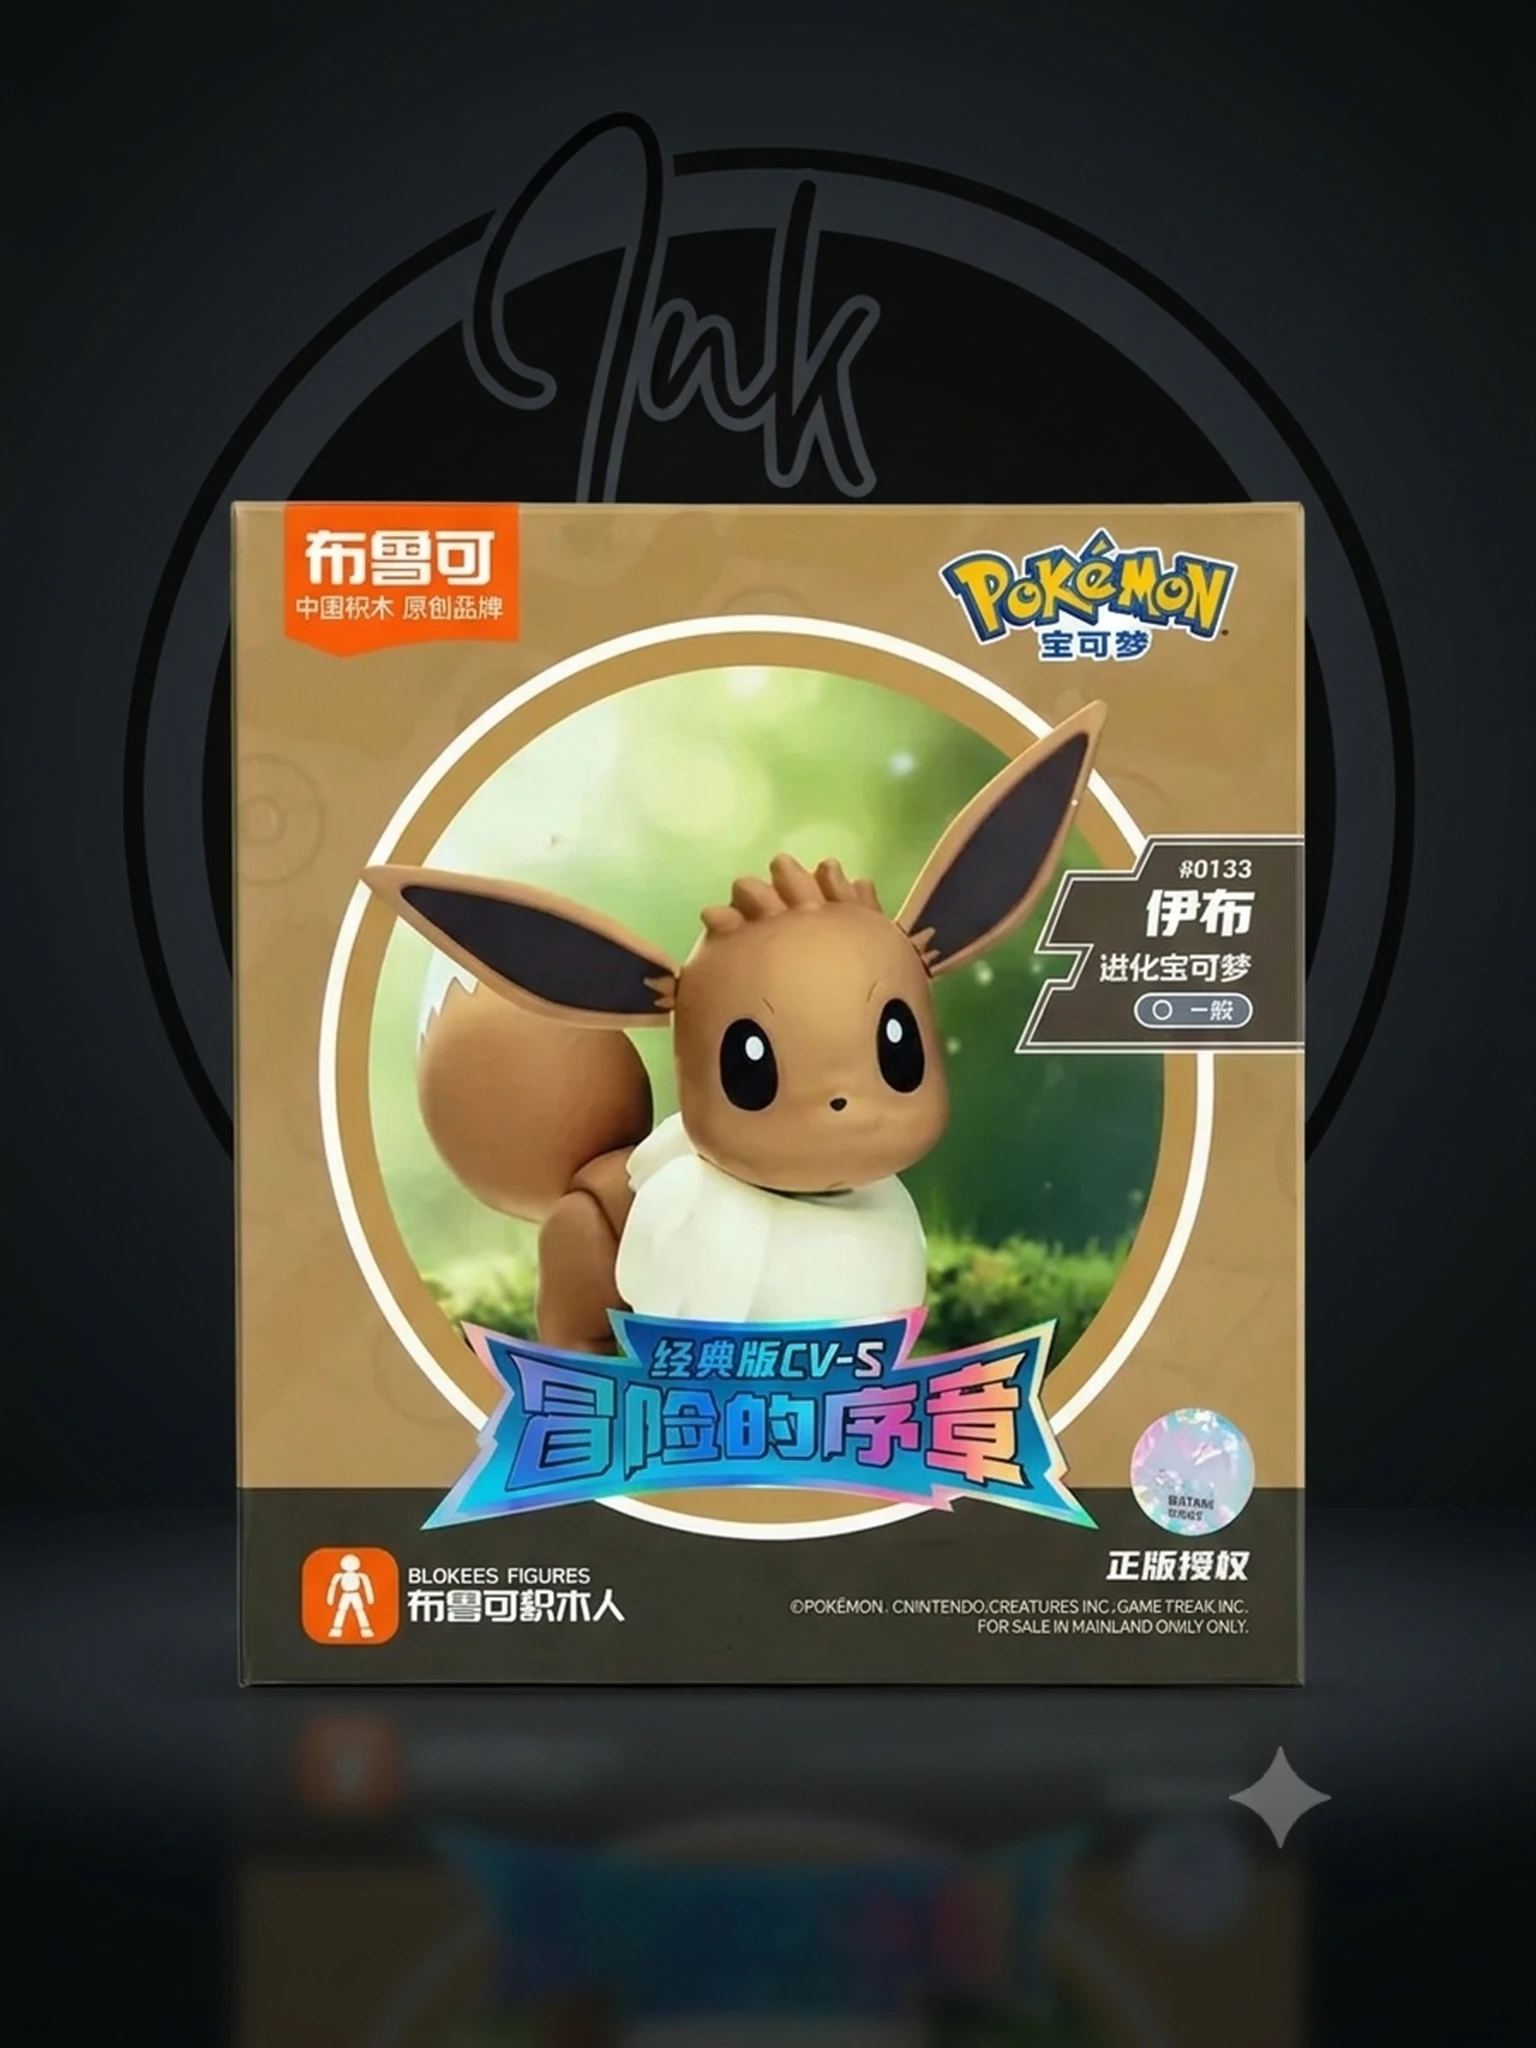 Ink
布鲁可
中国积木 原创品牌
POKéMON
宝可梦
#0133
伊布
进化宝可梦
一般
经典版CV-S
冒险的序章
正版授权
BLOKEES FIGURES
布鲁可积木人
©POKÉMON. CNINTENDO,CREATURES INC.,GAME TREAK INC.
FOR SALE IN MAINLAND ONMLY ONLY.